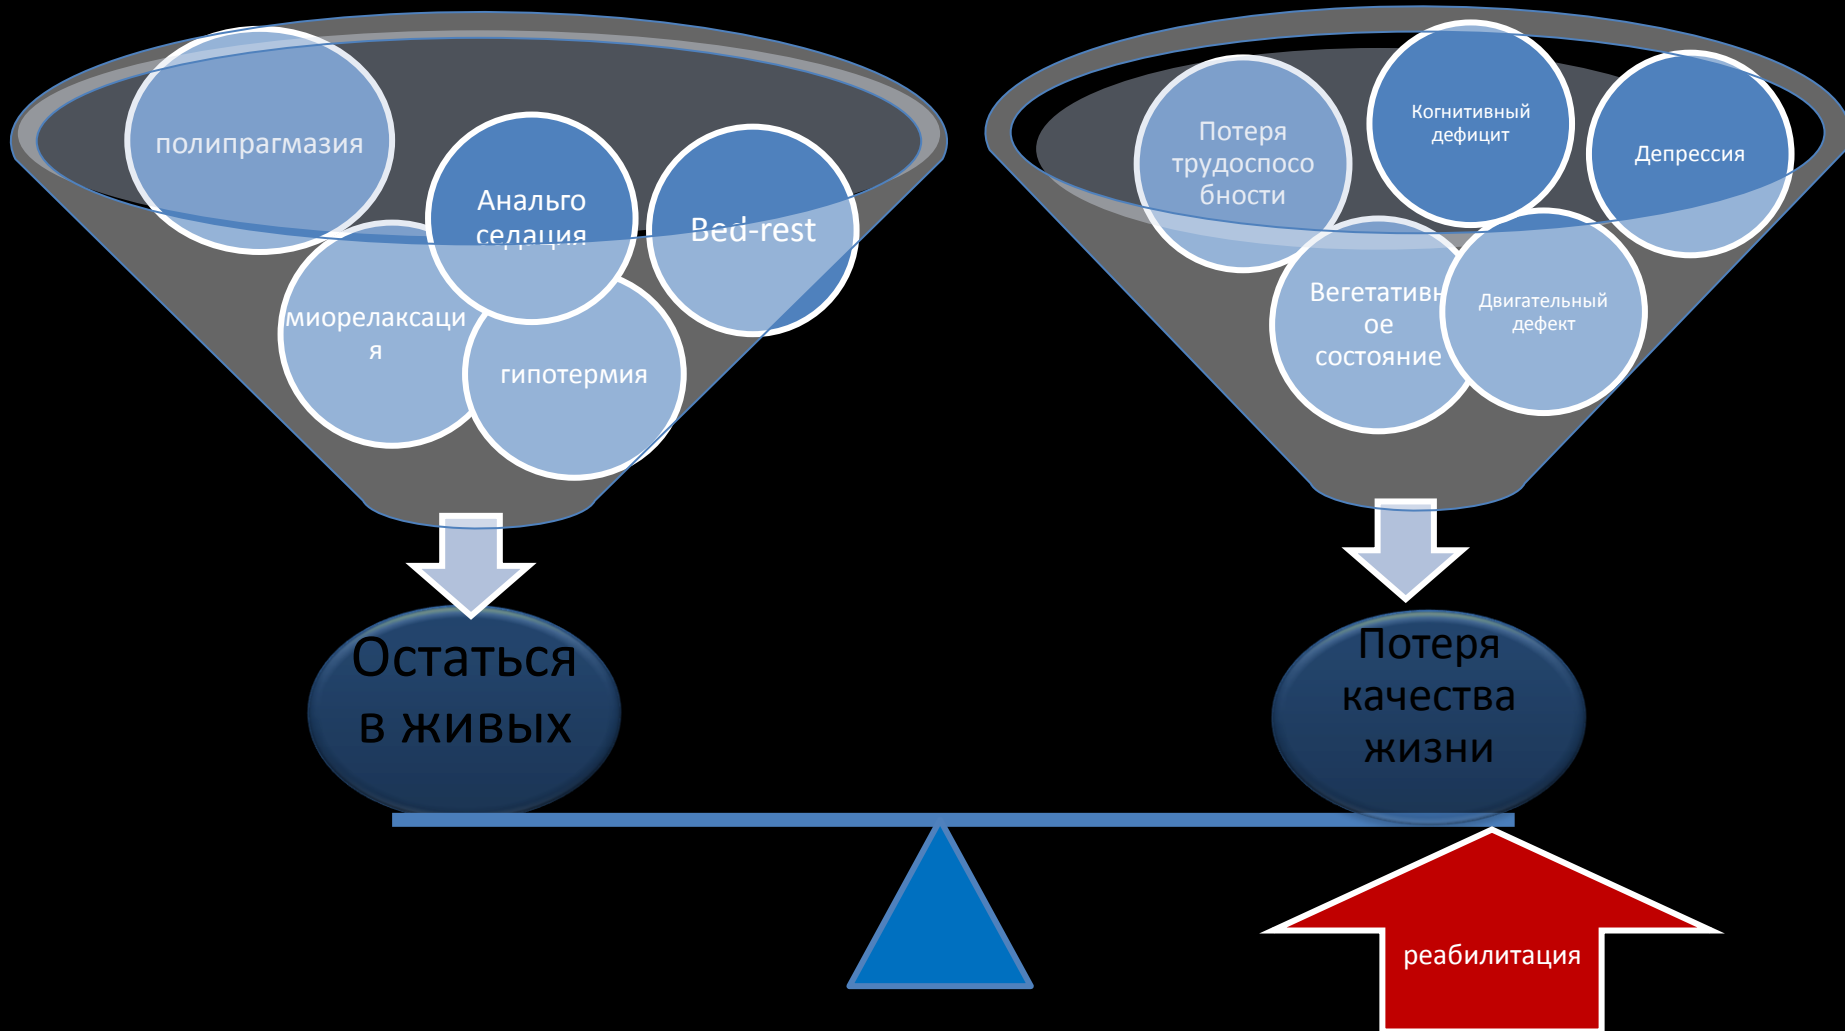 полипрагмазия
Анальго
седация
Bed-rest
миорелаксаци
я
гипотермия
Остаться
в живых
Потеря
трудоспосо
бности
Когнитивный
дефицит
Депрессия
Вегетативн
ое
состояние
Двигательный
дефект
Потеря
качества
жизни
реабилитация